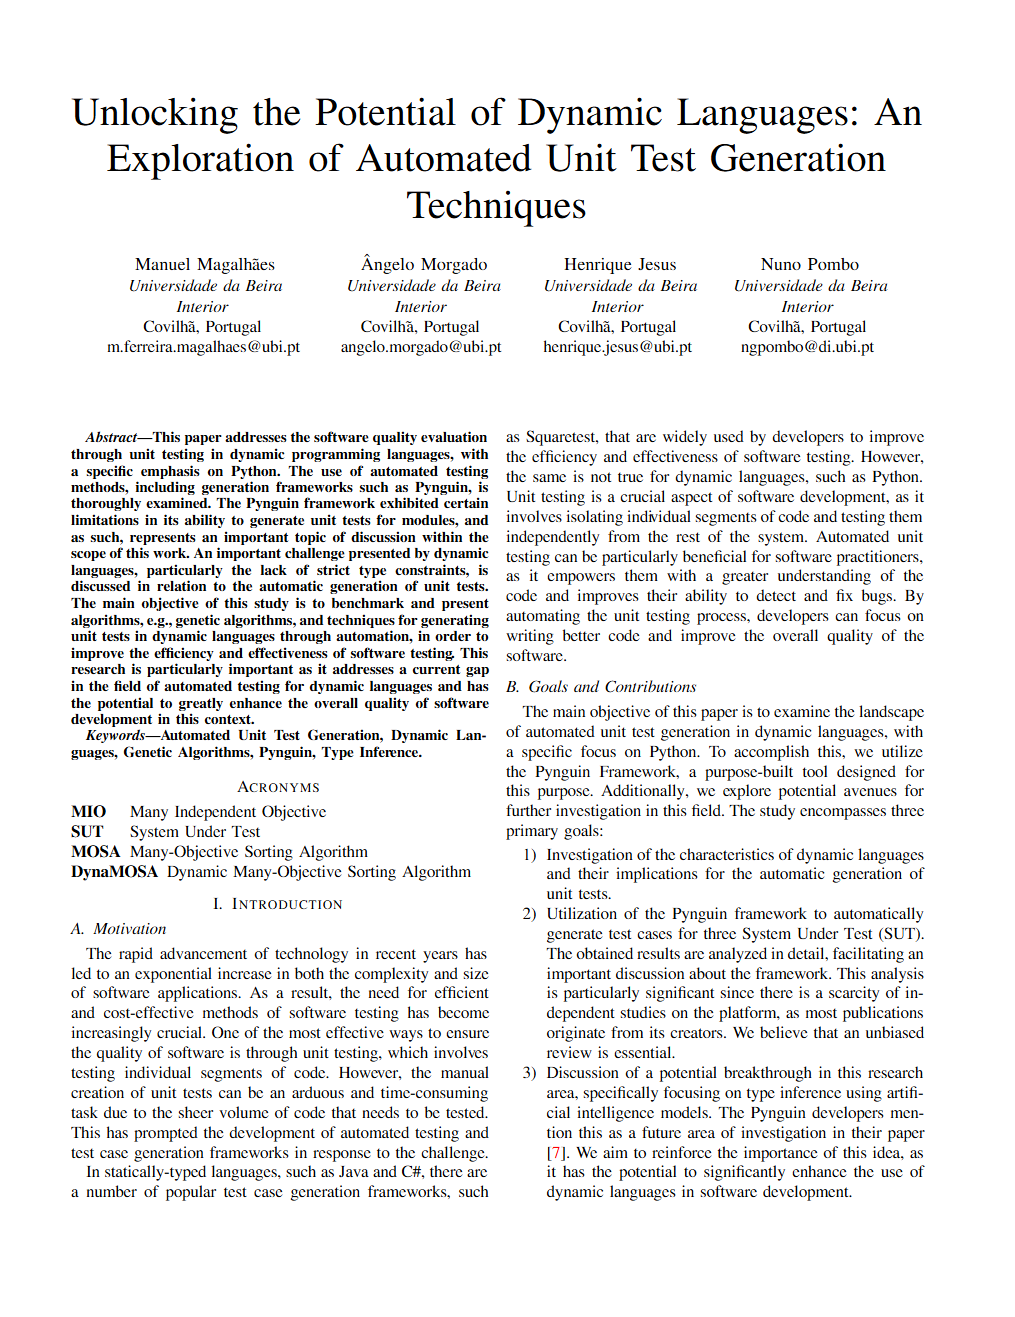 Unlocking the Potential of Dynamic Languages: An
Exploration of Automated Unit Test Generation
Techniques
Manuel Magalhães
Universidade da Beira
Interior
Covilhã, Portugal
m.ferreira.magalhaes@ubi.pt
Ângelo Morgado
Universidade da Beira
Interior
Covilhã, Portugal
angelo.morgado@ubi.pt
Henrique Jesus
Universidade da Beira
Interior
Covilhã, Portugal
henrique.jesus@ubi.pt
Nuno Pombo
Universidade da Beira
Interior
Covilhã, Portugal
ngpombo@di.ubi.pt
Abstract—This paper addresses the software quality evaluation
through unit testing in dynamic programming languages, with
a specific emphasis on Python. The use of automated testing
methods, including generation frameworks such as Pynguin, is
thoroughly examined. The Pynguin framework exhibited certain
limitations in its ability to generate unit tests for modules, and
as such, represents an important topic of discussion within the
scope of this work. An important challenge presented by dynamic
languages, particularly the lack of strict type constraints, is
discussed in relation to the automatic generation of unit tests.
The main objective of this study is to benchmark and present
algorithms, e.g., genetic algorithms, and techniques for generating
unit tests in dynamic languages through automation, in order to
improve the efficiency and effectiveness of software testing. This
research is particularly important as it addresses a current gap
in the field of automated testing for dynamic languages and has
the potential to greatly enhance the overall quality of software
development in this context.
Keywords—Automated Unit Test Generation, Dynamic Lan-
guages, Genetic Algorithms, Pynguin, Type Inference.
ACRONYMS
MIO Many Independent Objective
SUT System Under Test
MOSA Many-Objective Sorting Algorithm
DynaMOSA Dynamic Many-Objective Sorting Algorithm
I. INTRODUCTION
A. Motivation
The rapid advancement of technology in recent years has
led to an exponential increase in both the complexity and size
of software applications. As a result, the need for efficient
and cost-effective methods of software testing has become
increasingly crucial. One of the most effective ways to ensure
the quality of software is through unit testing, which involves
testing individual segments of code. However, the manual
creation of unit tests can be an arduous and time-consuming
task due to the sheer volume of code that needs to be tested.
This has prompted the development of automated testing and
test case generation frameworks in response to the challenge.
In statically-typed languages, such as Java and C#, there are
a number of popular test case generation frameworks, such
as Squaretest, that are widely used by developers to improve
the efficiency and effectiveness of software testing. However,
the same is not true for dynamic languages, such as Python.
Unit testing is a crucial aspect of software development, as it
involves isolating individual segments of code and testing them
independently from the rest of the system. Automated unit
testing can be particularly beneficial for software practitioners,
as it empowers them with a greater understanding of the
code and improves their ability to detect and fix bugs. By
automating the unit testing process, developers can focus on
writing better code and improve the overall quality of the
software.
B. Goals and Contributions
The main objective of this paper is to examine the landscape
of automated unit test generation in dynamic languages, with
a specific focus on Python. To accomplish this, we utilize
the Pynguin Framework, a purpose-built tool designed for
this purpose. Additionally, we explore potential avenues for
further investigation in this field. The study encompasses three
primary goals:
1) Investigation of the characteristics of dynamic languages
and their implications for the automatic generation of
unit tests.
2) Utilization of the Pynguin framework to automatically
generate test cases for three System Under Test (SUT).
The obtained results are analyzed in detail, facilitating an
important discussion about the framework. This analysis
is particularly significant since there is a scarcity of in-
dependent studies on the platform, as most publications
originate from its creators. We believe that an unbiased
review is essential.
3) Discussion of a potential breakthrough in this research
area, specifically focusing on type inference using artifi-
cial intelligence models. The Pynguin developers men-
tion this as a future area of investigation in their paper
[7]. We aim to reinforce the importance of this idea, as
it has the potential to significantly enhance the use of
dynamic languages in software development.